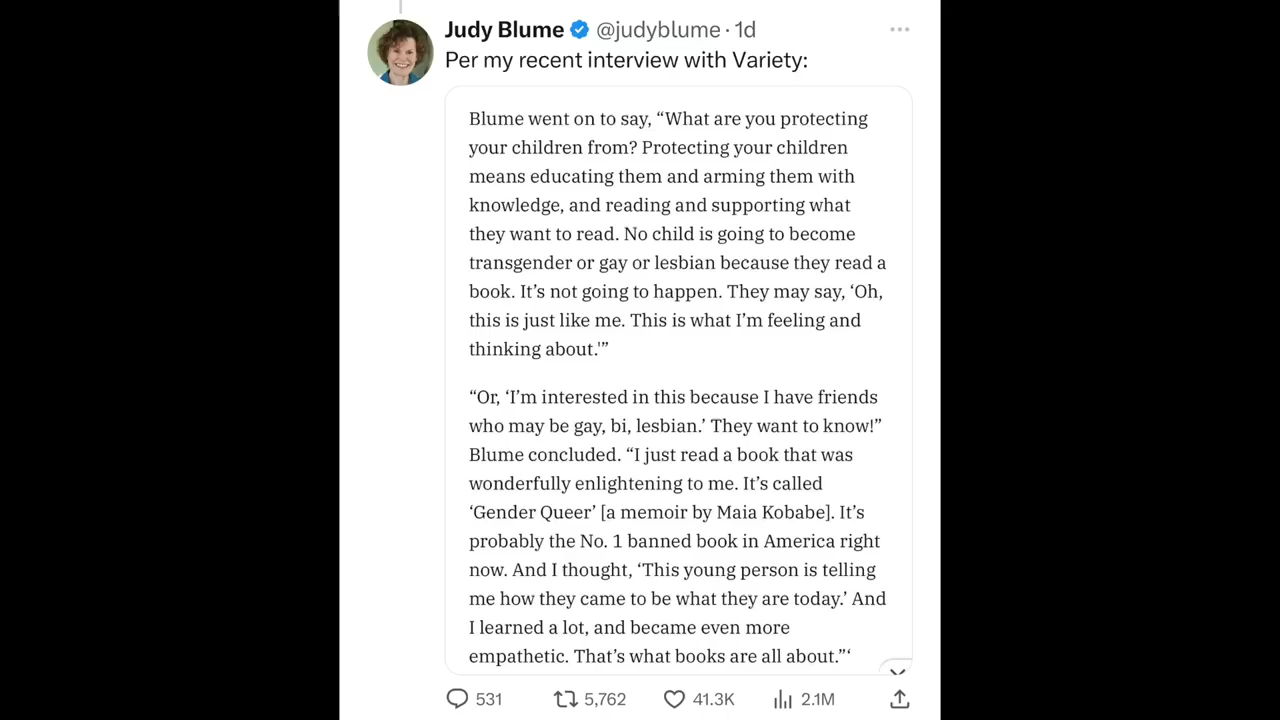 Judy Blume @judyblume · 1d
Per my recent interview with Variety:
Blume went on to say, “What are you protecting
your children from? Protecting your children
means educating them and arming them with
knowledge, and reading and supporting what
they want to read. No child is going to become
transgender or gay or lesbian because they read a
book. It’s not going to happen. They may say, ‘Oh,
this is just like me. This is what I’m feeling and
thinking about.'”
“Or, ‘I’m interested in this because I have friends
who may be gay, bi, lesbian.’ They want to know!”
Blume concluded. “I just read a book that was
wonderfully enlightening to me. It’s called
‘Gender Queer’ [a memoir by Maia Kobabe]. It’s
probably the No. 1 banned book in America right
now. And I thought, ‘This young person is telling
me how they came to be what they are today.’ And
I learned a lot, and became even more
empathetic. That’s what books are all about.”‘
531 5,762 41.3K 2.1M